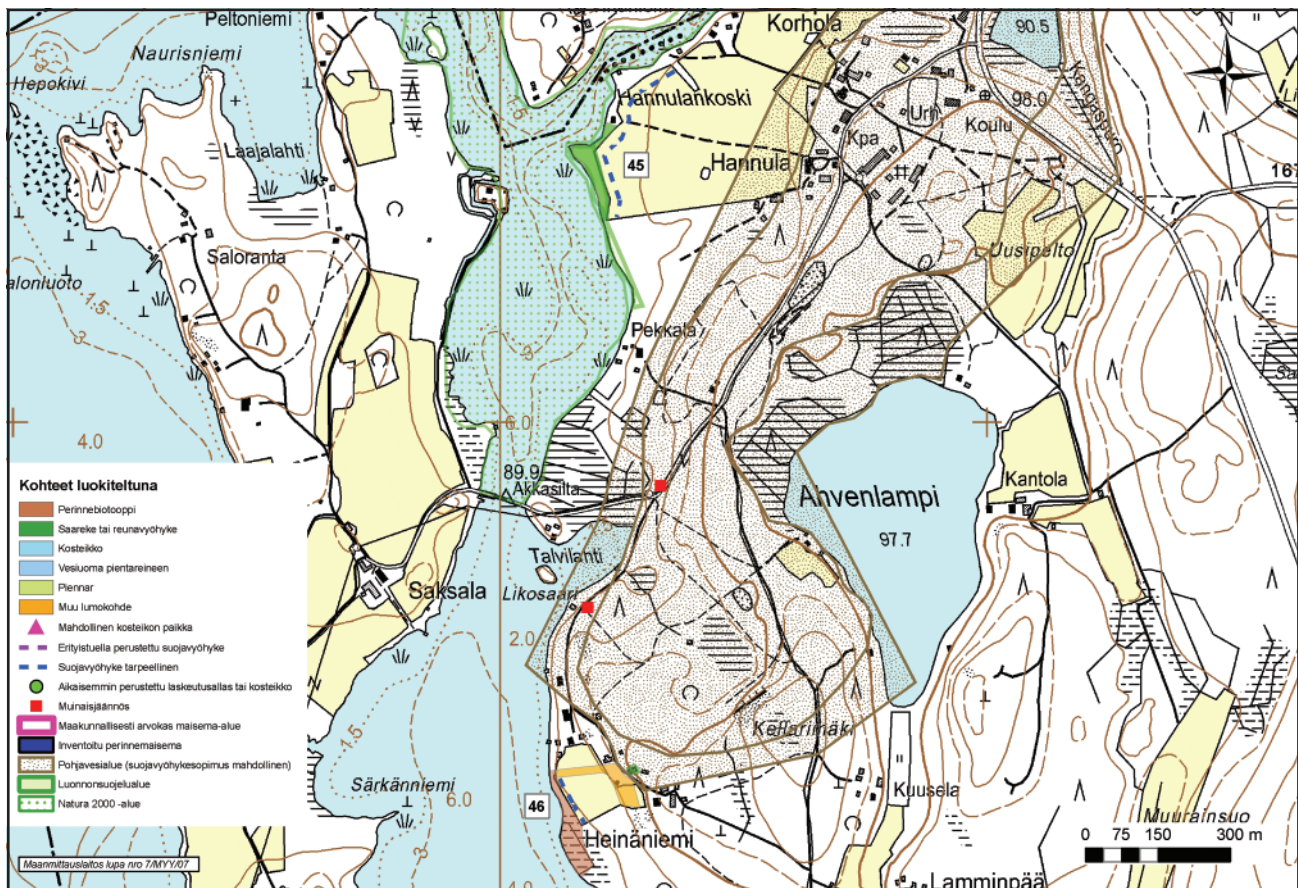 Peltoniemi
Korhola
Naurisniemi
90.5
Hepokivi
Kangaspuro
Hannulankoski
98.0
Urh
Koulu
Kpa
Laajalahti
45
Hannula
167
Saloranta
Uusipelto
alonluoto
1.5
3
Pekkala
3
6.0
4.0
89.9
Akkasilta
Ahvenlampi
Kantola
97.7
Talvilahti
Saksala
Likosaari
2.0
Kellarimäki
1.5
Särkänniemi
6.0
46
Kuusela
Heinäniemi
Muurainsuo
Lamminpää
Kohteet luokiteltuna
Perinnebiotooppi
Saareke tai reunavyöhyke
Kosteikko
Vesiuoma pientareineen
Piennar
Muu lumokohde
Mahdollinen kosteikon paikka
Erityistuella perustettu suojavyöhyke
Suojavyöhyke tarpeellinen
Aikaisemmin perustettu laskeutusallas tai kosteikko
Muinaisjäännös
Maakunnallisesti arvokas maisema-alue
Inventoitu perinnemaisema
Pohjavesialue (suojavyöhykesopimus mahdollinen)
Luonnonsuojelualue
Natura 2000 -alue
Maanmittauslaitos lupa nro 7/MYY/07
0 75 150 300 m